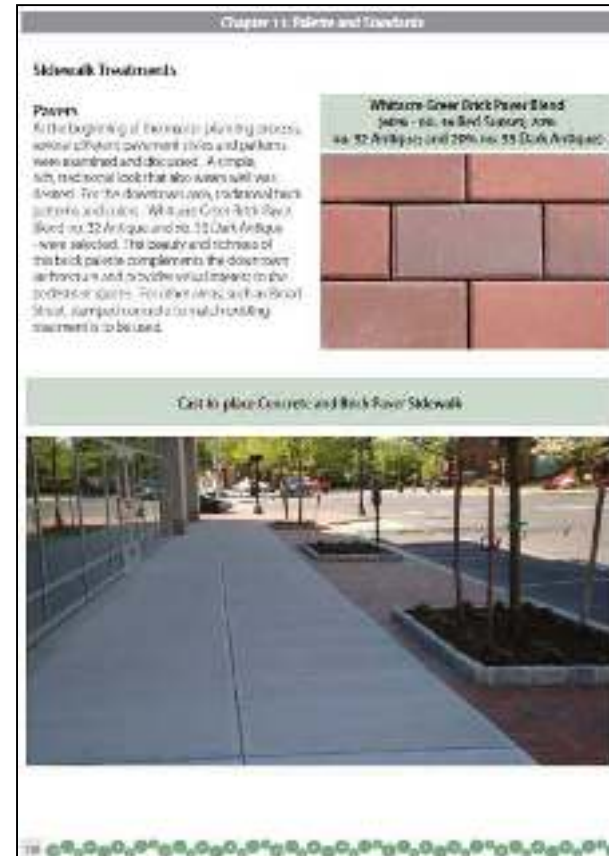 Chapter 11: Palette and Standards
Sidewalk Treatments
Pavers
At the beginning of the master planning process,
several different pavement styles and patterns
were examined and discussed. A simple,
rich, traditional look that also wears well was
desired. For the downtown area, traditional brick
patterns and colors - Whitacre Greer Brick Paver
Blend no. 32 Antique and no. 33 Dark Antique
- were selected. The beauty and richness of
this brick palette complements the downtown
architecture and provides visual interest to the
pedestrian spaces. For other areas, such as Broad
Street, stamped concrete to match existing
treatment is to be used.
Whitacre Greer Brick Paver Blend
no. 32 Antique; and 20% no. 33 Dark Antique)
Cast-in-place Concrete and Brick Paver Sidewalk